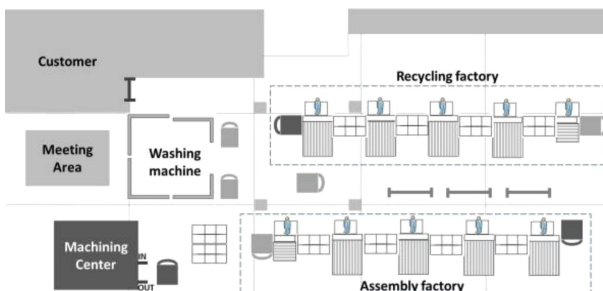 Customer
Recycling factory
Meeting
Area
Washing
machine
Machining
Center
IN
OUT
Assembly factory